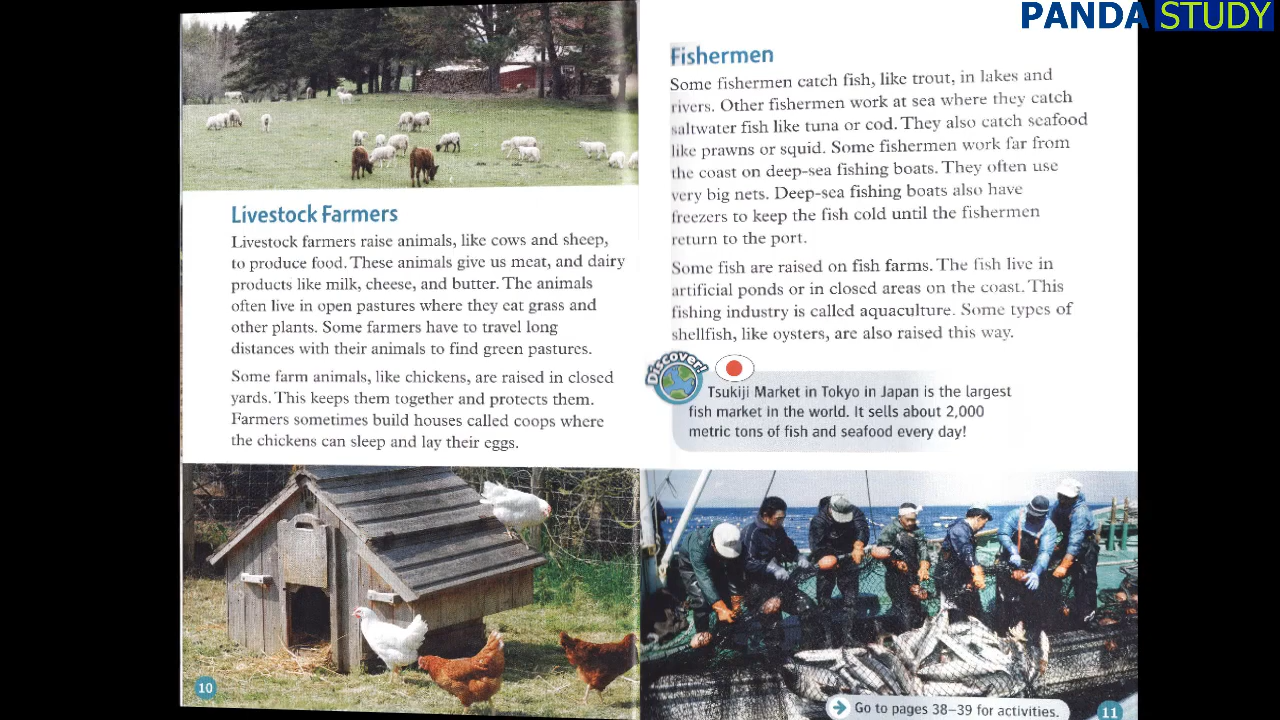 PANDA STUDY
Livestock Farmers
Livestock farmers raise animals, like cows and sheep,
to produce food. These animals give us meat, and dairy
products like milk, cheese, and butter. The animals
often live in open pastures where they eat grass and
other plants. Some farmers have to travel long
distances with their animals to find green pastures.
Some farm animals, like chickens, are raised in closed
yards. This keeps them together and protects them.
Farmers sometimes build houses called coops where
the chickens can sleep and lay their eggs.
10
Fishermen
Some fishermen catch fish, like trout, in lakes and
rivers. Other fishermen work at sea where they catch
saltwater fish like tuna or cod. They also catch seafood
like prawns or squid. Some fishermen work far from
the coast on deep-sea fishing boats. They often use
very big nets. Deep-sea fishing boats also have
freezers to keep the fish cold until the fishermen
return to the port.
Some fish are raised on fish farms. The fish live in
artificial ponds or in closed areas on the coast. This
fishing industry is called aquaculture. Some types of
shellfish, like oysters, are also raised this way.
Discover!
Tsukiji Market in Tokyo in Japan is the largest
fish market in the world. It sells about 2,000
metric tons of fish and seafood every day!
Go to pages 38–39 for activities.
11